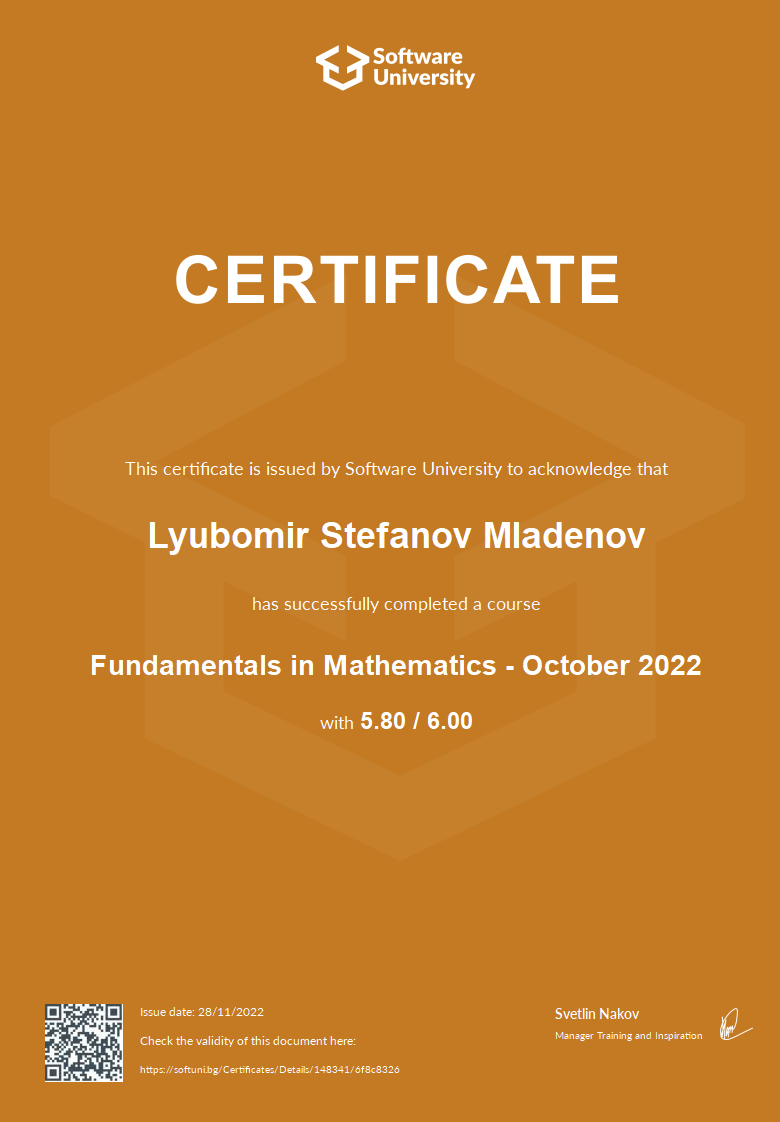 Software
University
CERTIFICATE
This certificate is issued by Software University to acknowledge that
Lyubomir Stefanov Mladenov
has successfully completed a course
Fundamentals in Mathematics - October 2022
with 5.80 / 6.00
Issue date: 28/11/2022
Check the validity of this document here:
https://softuni.bg/Certificates/Details/148341/6f8c8326
Svetlin Nakov
Manager Training and Inspiration